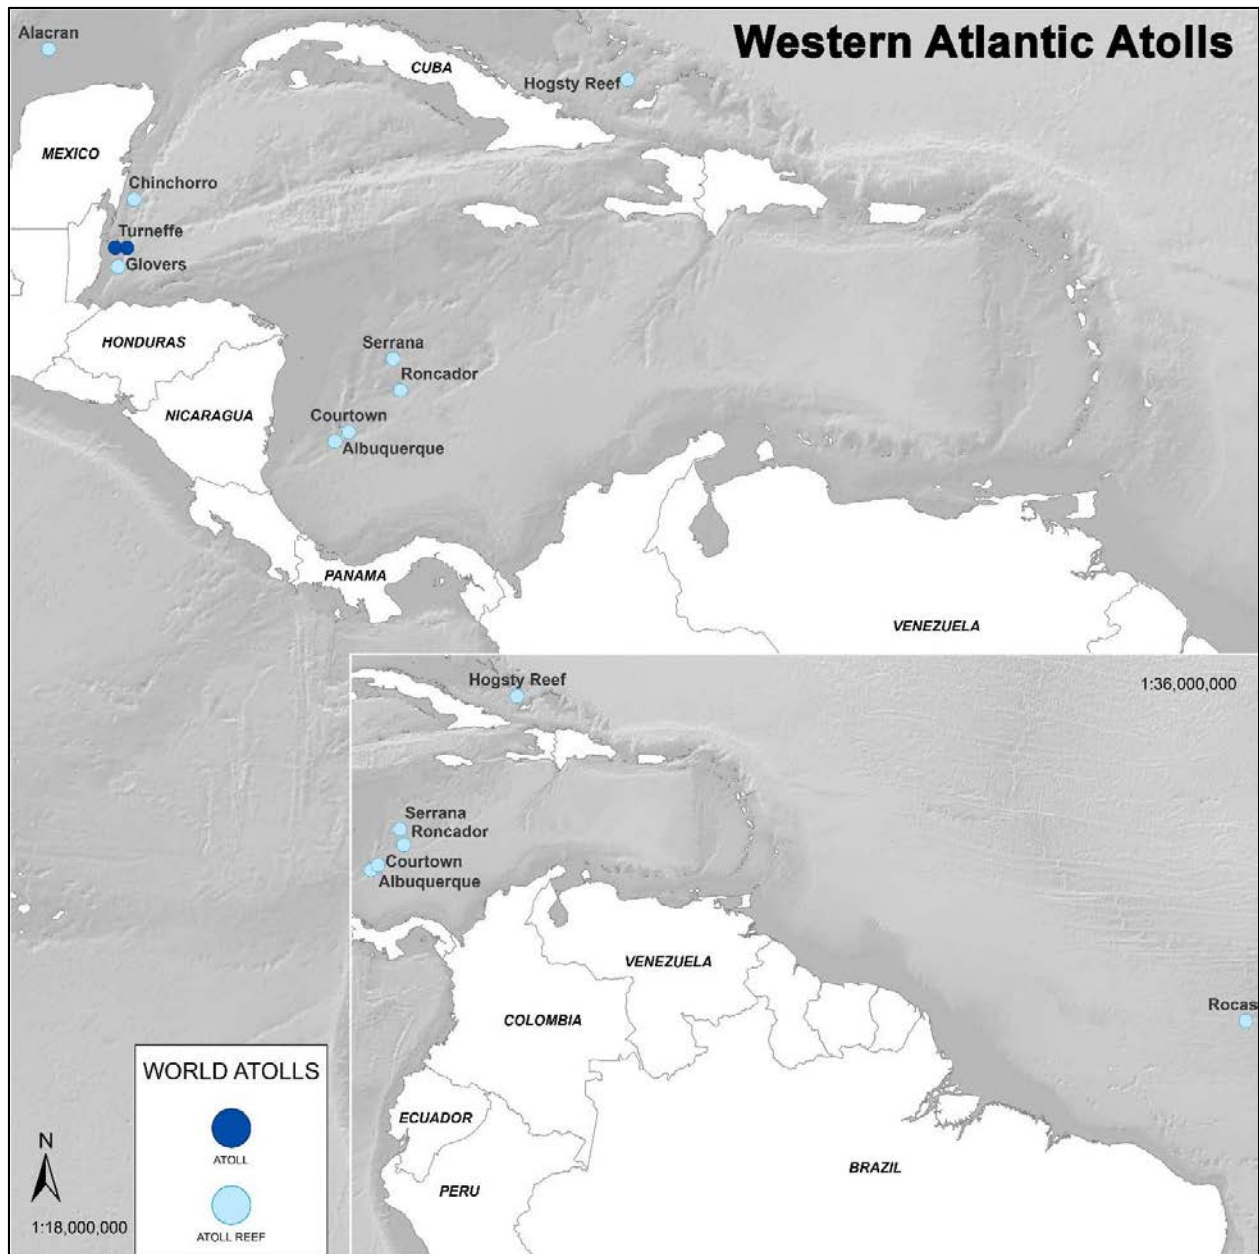 Western Atlantic Atolls
Alacran
CUBA
Hogsty Reef
MEXICO
Chinchorro
Turneffe
Glovers
HONDURAS
Serrana
Roncador
NICARAGUA
Courtown
Albuquerque
PANAMA
VENEZUELA
Hogsty Reef
1:36,000,000
Serrana
Roncador
Courtown
Albuquerque
VENEZUELA
Rocas
COLOMBIA
ECUADOR
BRAZIL
PERU
WORLD ATOLLS
ATOLL
ATOLL REEF
N
1:18,000,000